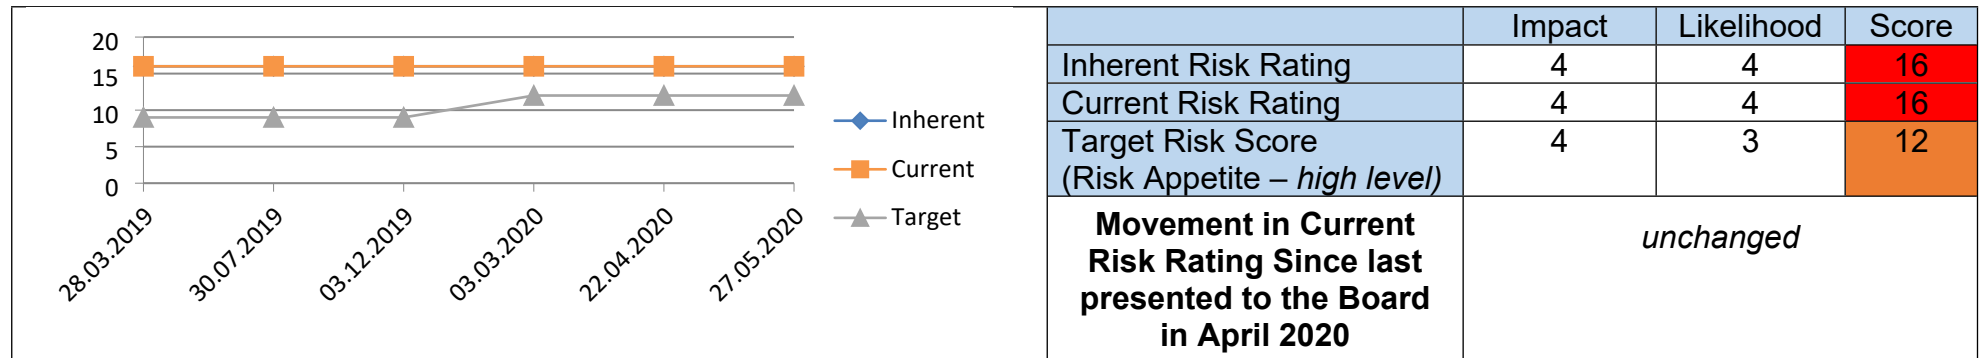 20
15
10
5
0
28.03.2019
30.07.2019
03.12.2019
03.03.2020
22.04.2020
27.05.2020
Inherent
Current
Target
Impact Likelihood Score
Inherent Risk Rating 4 4 16
Current Risk Rating 4 4 16
Target Risk Score 4 3 12
(Risk Appetite – high level)
Movement in Current
Risk Rating Since last
presented to the Board
in April 2020
unchanged